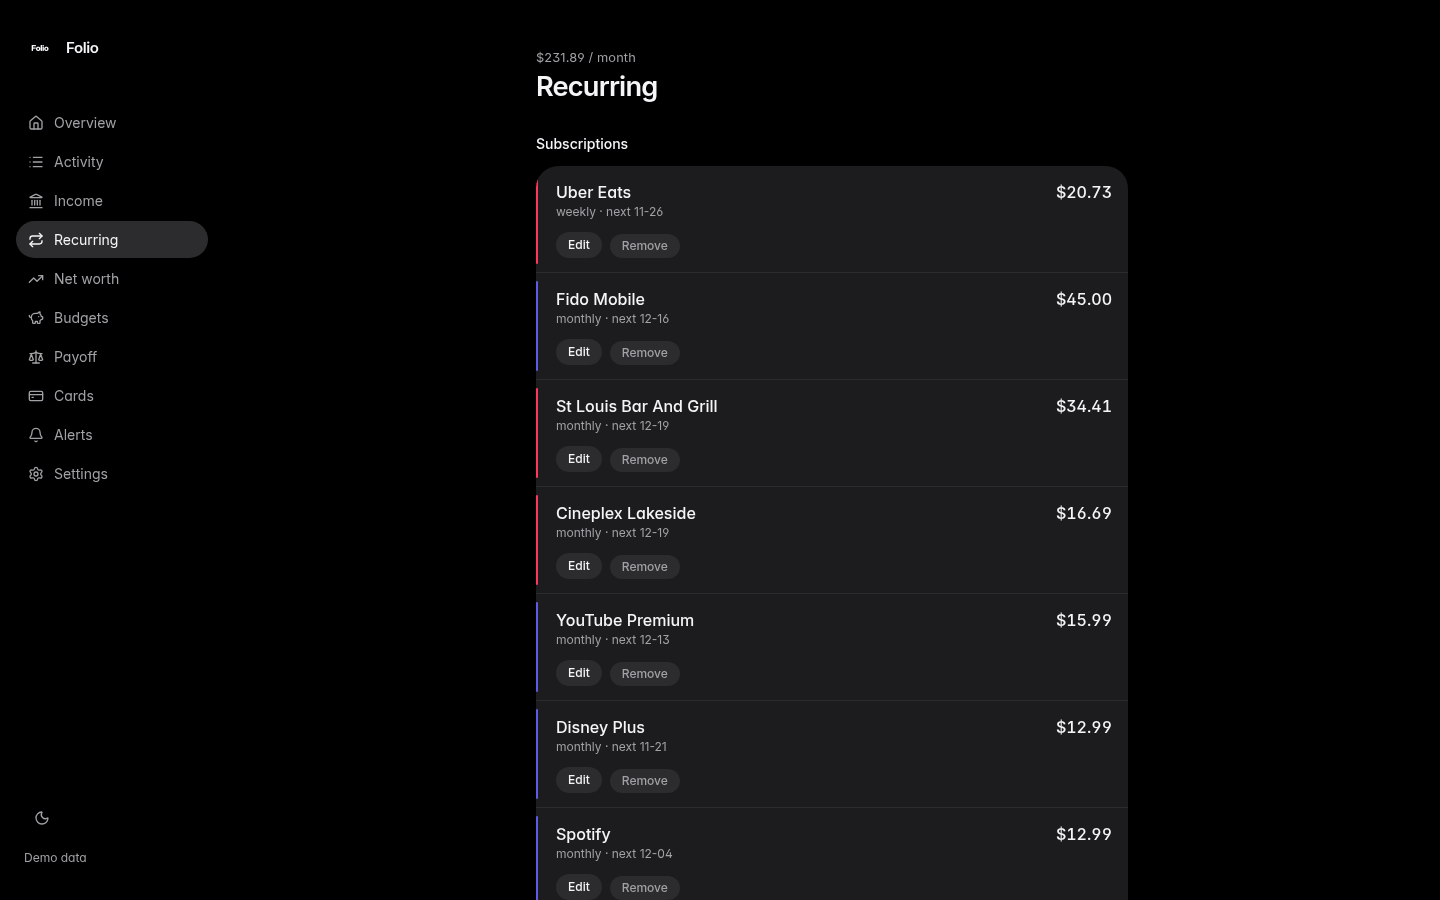 Folio
Folio
Overview
Activity
Income
Recurring
Net worth
Budgets
Payoff
Cards
Alerts
Settings
Demo data
$231.89 / month
Recurring
Subscriptions
Uber Eats $20.73
weekly · next 11-26
Edit Remove
Fido Mobile $45.00
monthly · next 12-16
Edit Remove
St Louis Bar And Grill $34.41
monthly · next 12-19
Edit Remove
Cineplex Lakeside $16.69
monthly · next 12-19
Edit Remove
YouTube Premium $15.99
monthly · next 12-13
Edit Remove
Disney Plus $12.99
monthly · next 11-21
Edit Remove
Spotify $12.99
monthly · next 12-04
Edit Remove